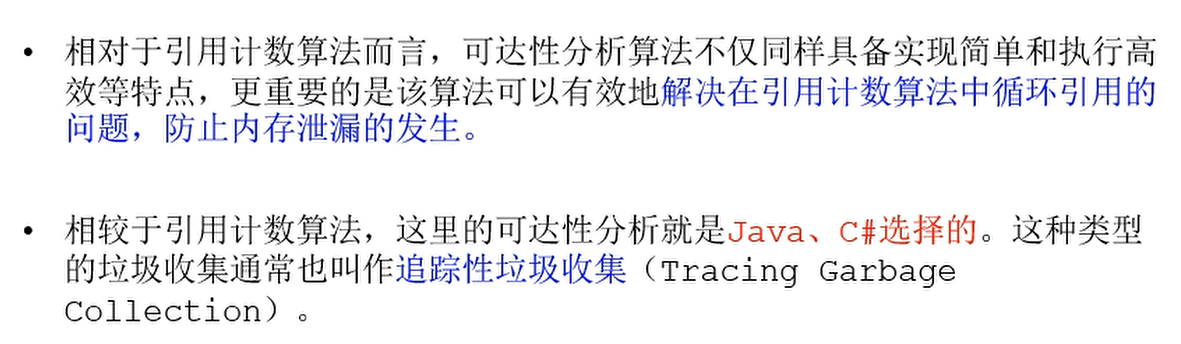 • 相对于引用计数算法而言，可达性分析算法不仅同样具备实现简单和执行高
效等特点，更重要的是该算法可以有效地解决在引用计数算法中循环引用的
问题，防止内存泄漏的发生。
• 相较于引用计数算法，这里的可达性分析就是Java、C#选择的。这种类型
的垃圾收集通常也叫作追踪性垃圾收集（Tracing Garbage
Collection）。